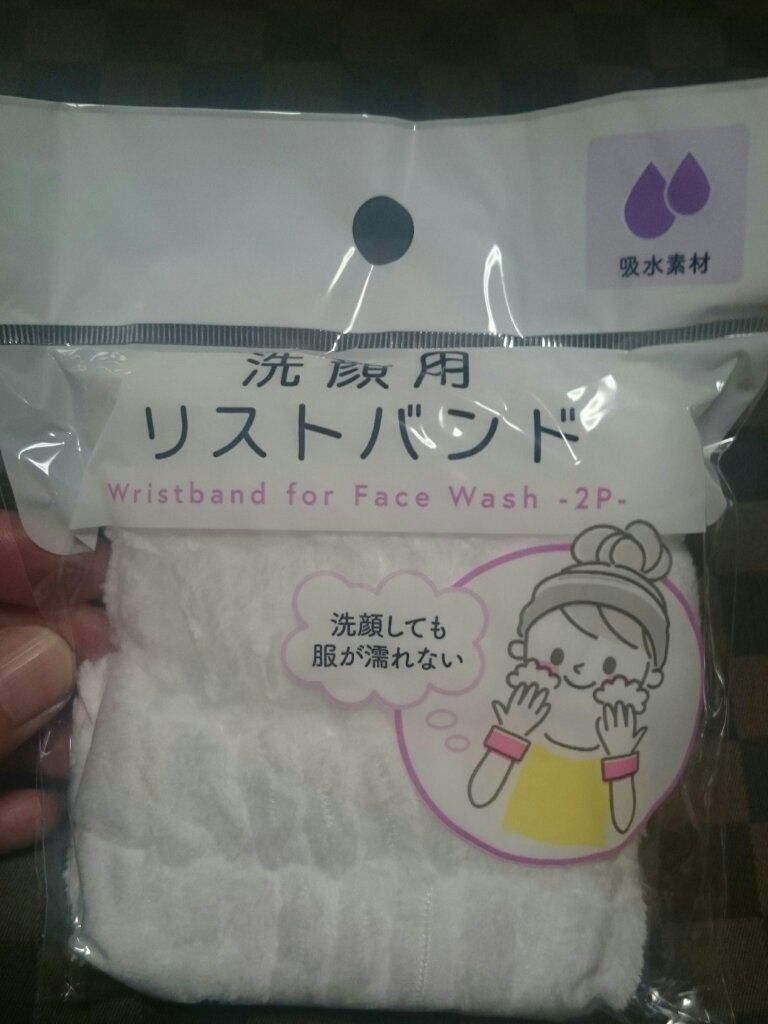 吸水素材
洗顔用
リストバンド
Wristband for Face Wash -2P-
洗顔しても
服が濡れない